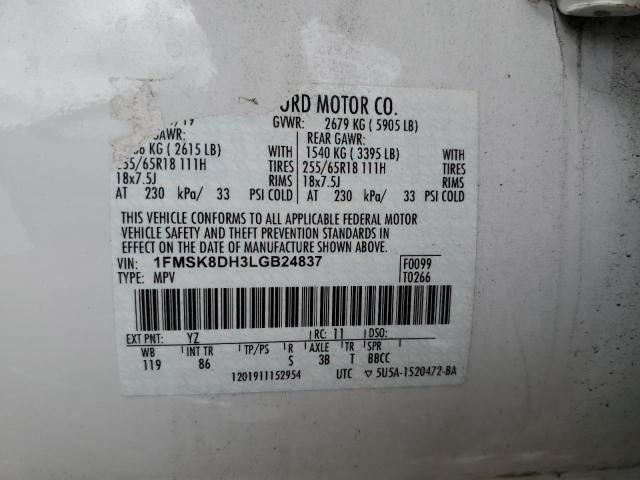 ORD MOTOR CO.
/19 GVWR: 2679 KG ( 5905 LB)
GAWR: REAR GAWR:
6 KG ( 2615 LB) WITH 1540 KG ( 3395 LB) WITH
255/65R18 111H TIRES 255/65R18 111H TIRES
18x7.5J RIMS 18x7.5J RIMS
AT 230 kPa/ 33 PSI COLD AT 230 kPa/ 33 PSI COLD
THIS VEHICLE CONFORMS TO ALL APPLICABLE FEDERAL MOTOR
VEHICLE SAFETY AND THEFT PREVENTION STANDARDS IN
EFFECT ON THE DATE OF MANUFACTURE SHOWN ABOVE.
VIN: 1FMSK8DH3LGB24837 F0099
TYPE: MPV T0266
EXT PNT: YZ RC: 11 DSO:
WB INT TR TP/PS R AXLE TR SPR
119 86 S 3B T BBCC
1201911152954 UTC ▽ 5U5A-1520472-BA